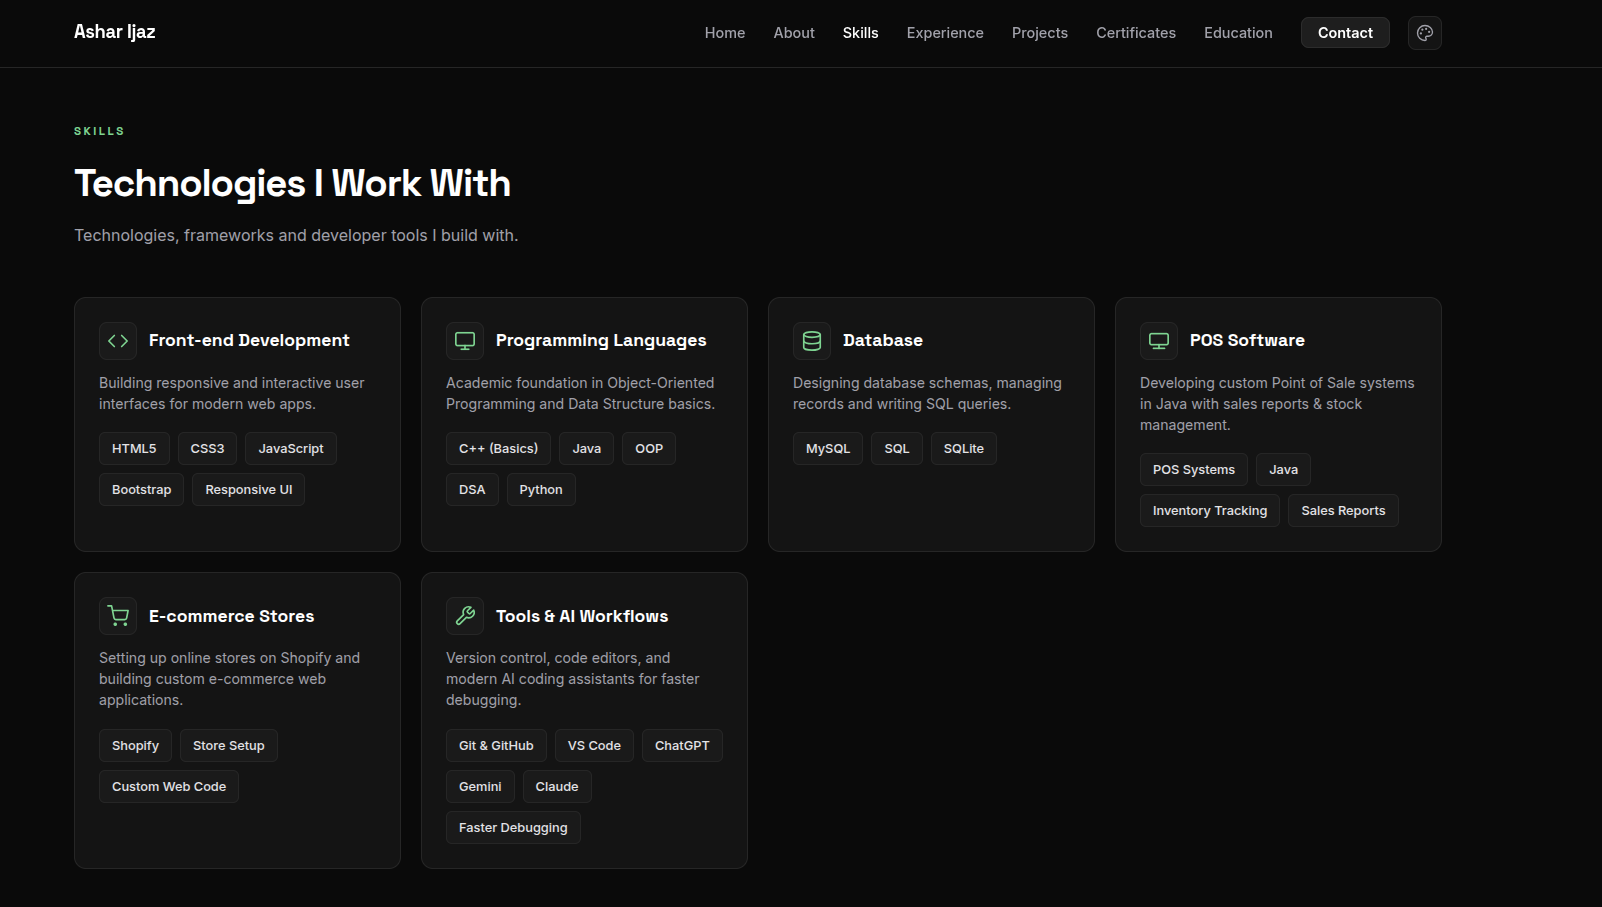 Ashar Ijaz
Home About Skills Experience Projects Certificates Education Contact
SKILLS
Technologies I Work With
Technologies, frameworks and developer tools I build with.
Front-end Development
Building responsive and interactive user
interfaces for modern web apps.
HTML5 CSS3 JavaScript
Bootstrap Responsive UI
Programming Languages
Academic foundation in Object-Oriented
Programming and Data Structure basics.
C++ (Basics) Java OOP
DSA Python
Database
Designing database schemas, managing
records and writing SQL queries.
MySQL SQL SQLite
POS Software
Developing custom Point of Sale systems
in Java with sales reports & stock
management.
POS Systems Java
Inventory Tracking Sales Reports
E-commerce Stores
Setting up online stores on Shopify and
building custom e-commerce web
applications.
Shopify Store Setup
Custom Web Code
Tools & AI Workflows
Version control, code editors, and
modern AI coding assistants for faster
debugging.
Git & GitHub VS Code ChatGPT
Gemini Claude
Faster Debugging